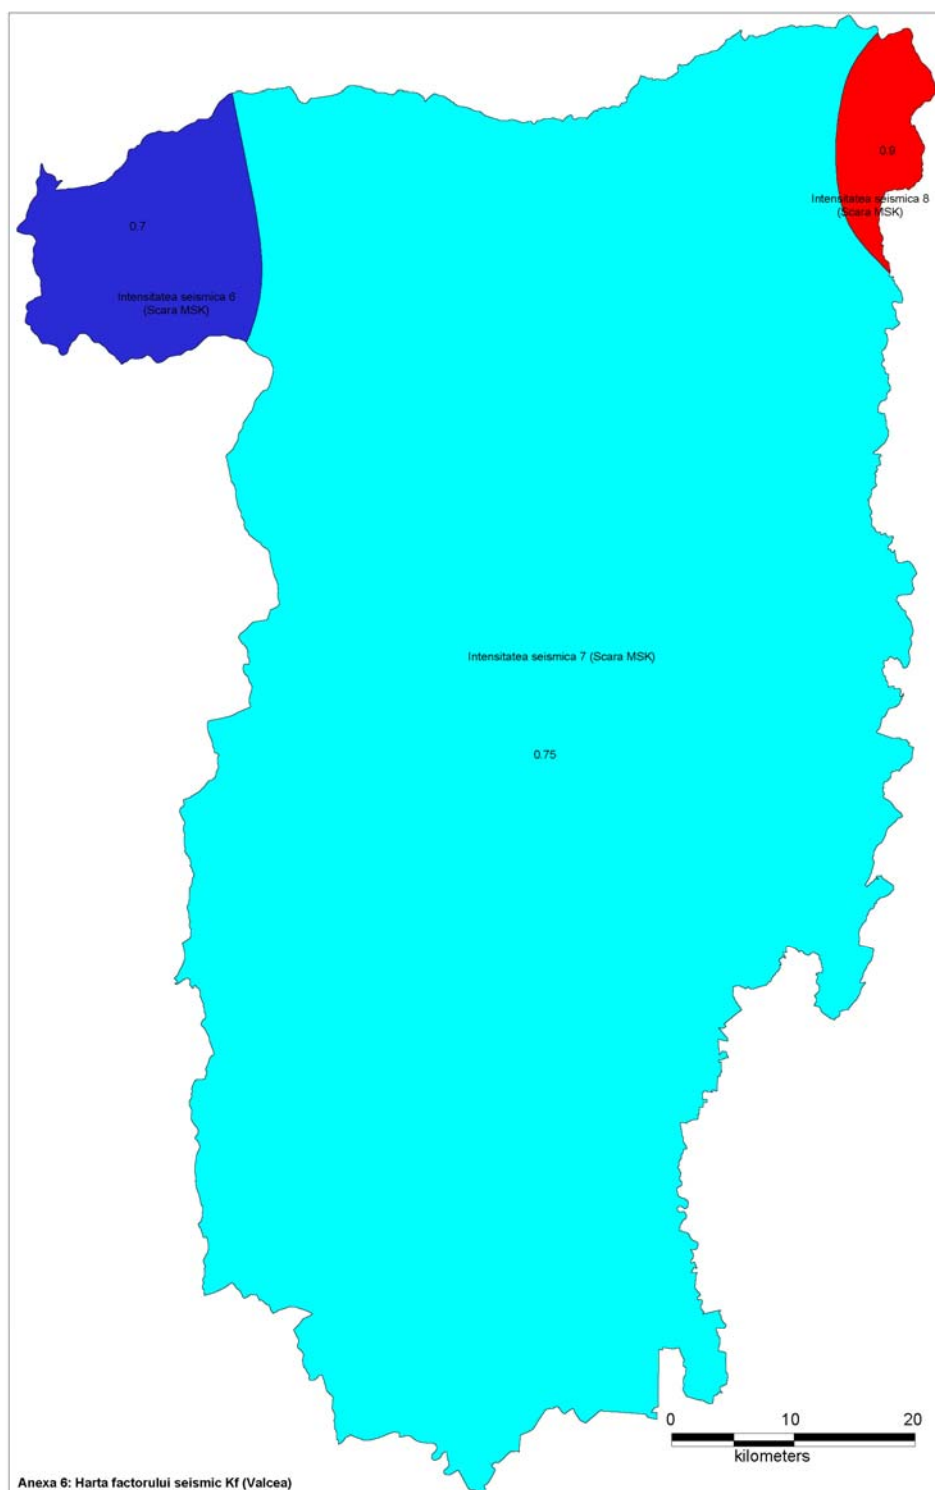 0.9
Intensitatea seismica 8
(Scara MSK)
0.7
Intensitatea seismica 6
(Scara MSK)
Intensitatea seismica 7 (Scara MSK)
0.75
0 10 20
kilometers
Anexa 6: Harta factorului seismic Kf (Valcea)